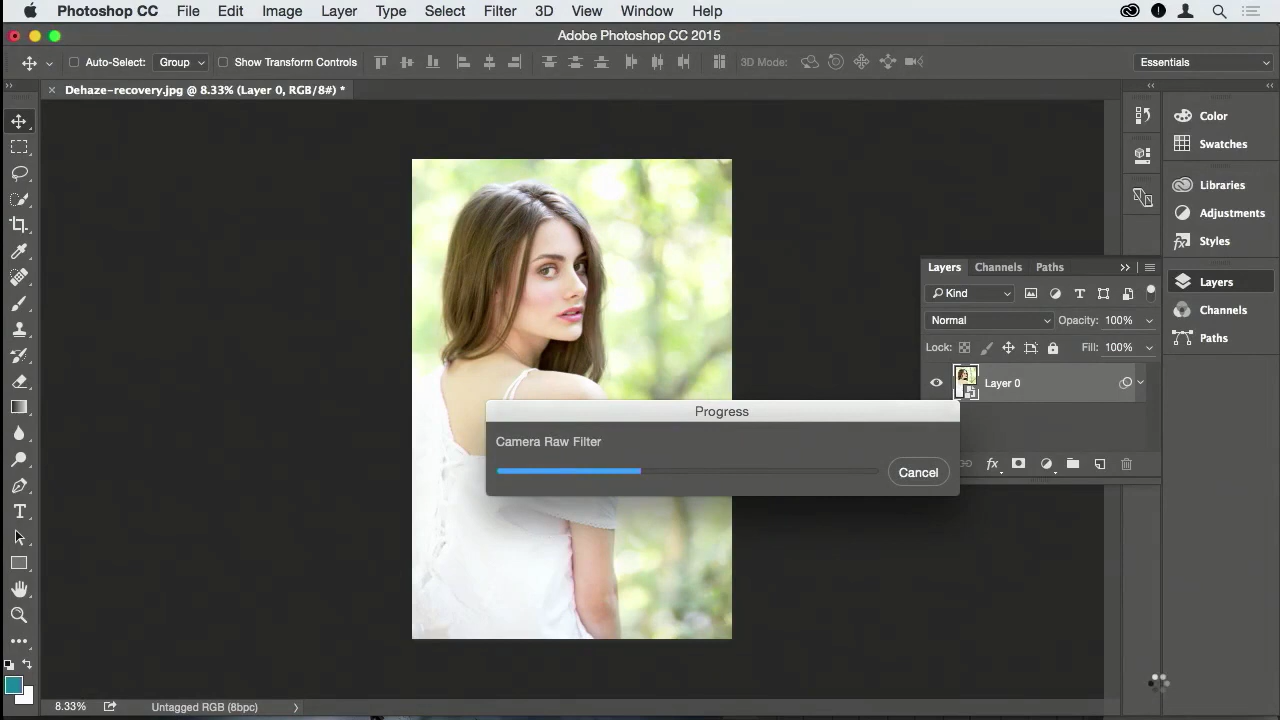 Photoshop CC File Edit Image Layer Type Select Filter 3D View Window Help
Adobe Photoshop CC 2015
Auto-Select: Group Show Transform Controls 3D Mode: Essentials
Dehaze-recovery.jpg @ 8.33% (Layer 0, RGB/8#) *
Color
Swatches
Libraries
Adjustments
Styles
Layers
Channels
Paths
Layers Channels Paths
Kind
Normal Opacity: 100%
Lock: Fill: 100%
Layer 0
Progress
Camera Raw Filter
Cancel
8.33% Untagged RGB (8bpc)